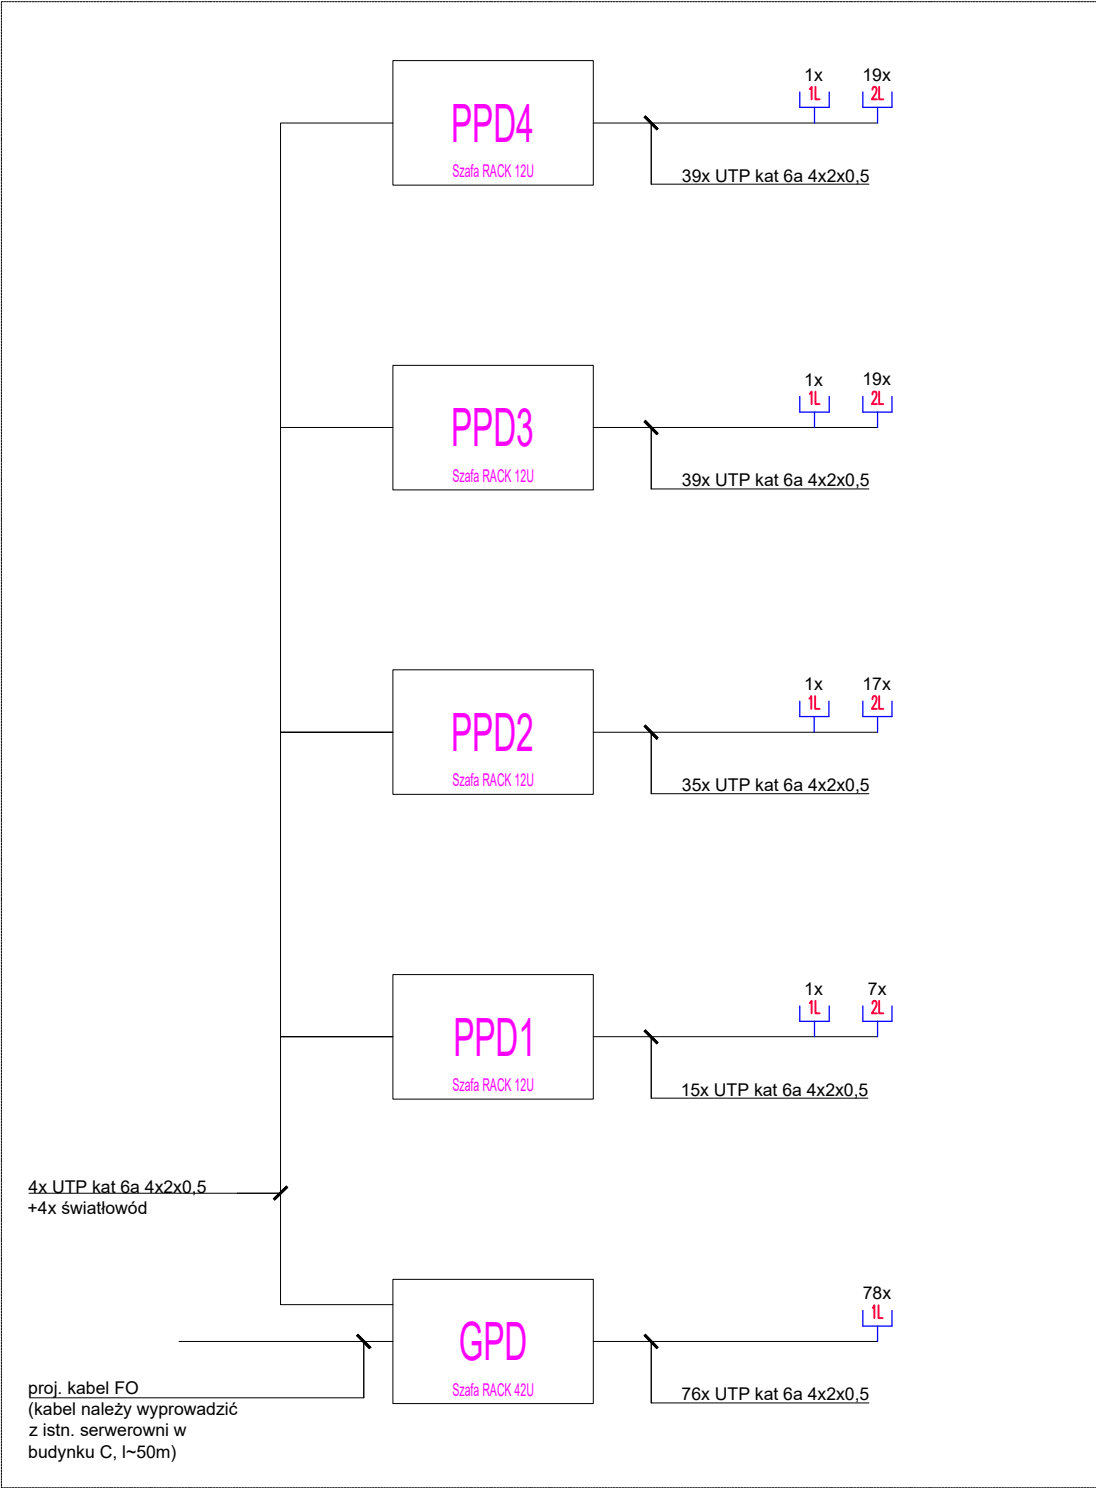 1x 19x
1L 2L
PPD4
Szafa RACK 12U
39x UTP kat 6a 4x2x0,5
1x 19x
1L 2L
PPD3
Szafa RACK 12U
39x UTP kat 6a 4x2x0,5
1x 17x
1L 2L
PPD2
Szafa RACK 12U
35x UTP kat 6a 4x2x0,5
1x 7x
1L 2L
PPD1
Szafa RACK 12U
15x UTP kat 6a 4x2x0,5
4x UTP kat 6a 4x2x0,5
+4x światłowód
78x
1L
GPD
Szafa RACK 42U
76x UTP kat 6a 4x2x0,5
proj. kabel FO
(kabel należy wyprowadzić
z istn. serwerowni w
budynku C, l~50m)